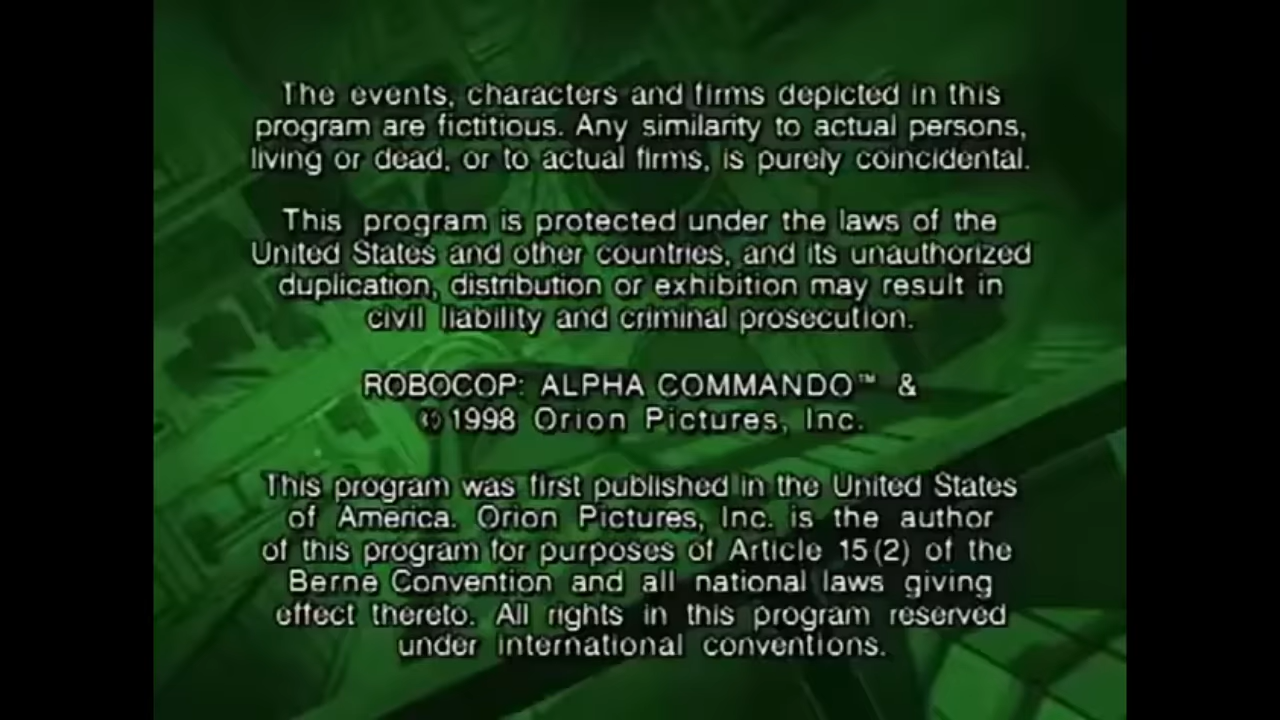 The events, characters and firms depicted in this
program are fictitious. Any similarity to actual persons,
living or dead, or to actual firms, is purely coincidental.
This program is protected under the laws of the
United States and other countries, and its unauthorized
duplication, distribution or exhibition may result in
civil liability and criminal prosecution.
ROBOCOP: ALPHA COMMANDO™ &
© 1998 Orion Pictures, Inc.
This program was first published in the United States
of America. Orion Pictures, Inc. is the author
of this program for purposes of Article 15(2) of the
Berne Convention and all national laws giving
effect thereto. All rights in this program reserved
under international conventions.